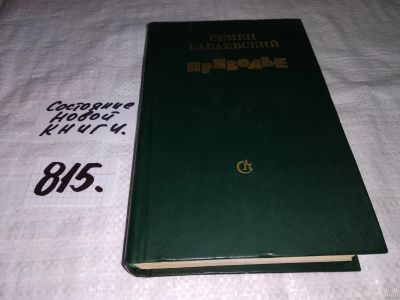 СЕМЕН
БАБАЕВСКИЙ
ПРИВОЛЬЕ
Состояние
новой
книги.
815.